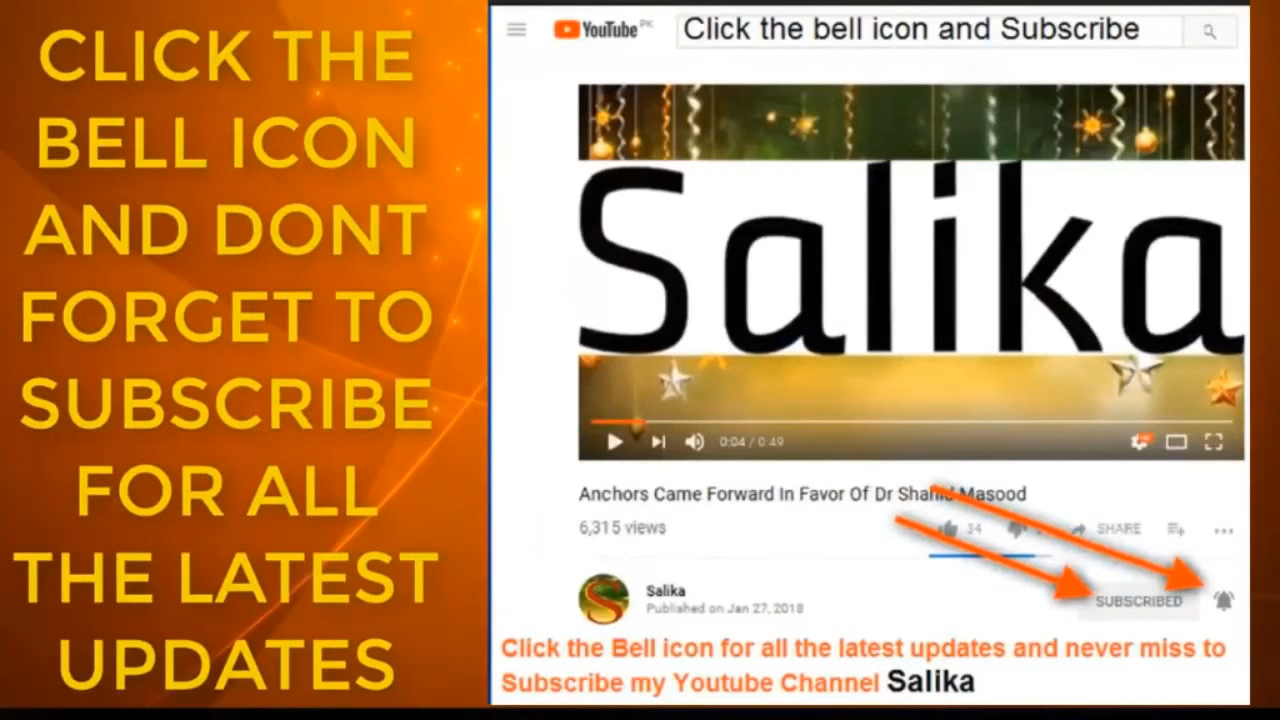 CLICK THE
BELL ICON
AND DONT
FORGET TO
SUBSCRIBE
FOR ALL
THE LATEST
UPDATES
YouTube PK
Click the bell icon and Subscribe
Salika
0:04 / 0:49
Anchors Came Forward In Favor Of Dr Shahid Masood
6,315 views
34
SHARE
Salika
Published on Jan 27, 2018
SUBSCRIBED
Click the Bell icon for all the latest updates and never miss to
Subscribe my Youtube Channel Salika